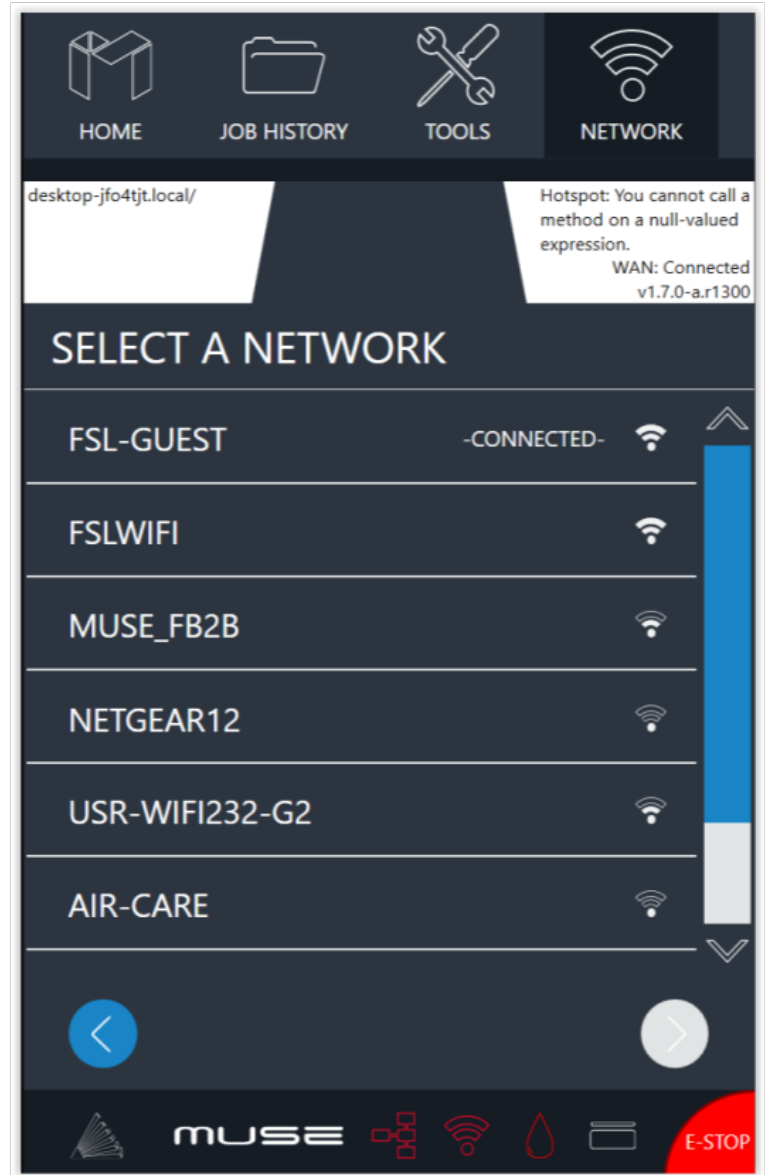 HOME JOB HISTORY TOOLS NETWORK
desktop-jfo4tjt.local/
Hotspot: You cannot call a
method on a null-valued
expression.
WAN: Connected
v1.7.0-a.r1300
SELECT A NETWORK
FSL-GUEST -CONNECTED-
FSLWIFI
MUSE_FB2B
NETGEAR12
USR-WIFI232-G2
AIR-CARE
muse E-STOP